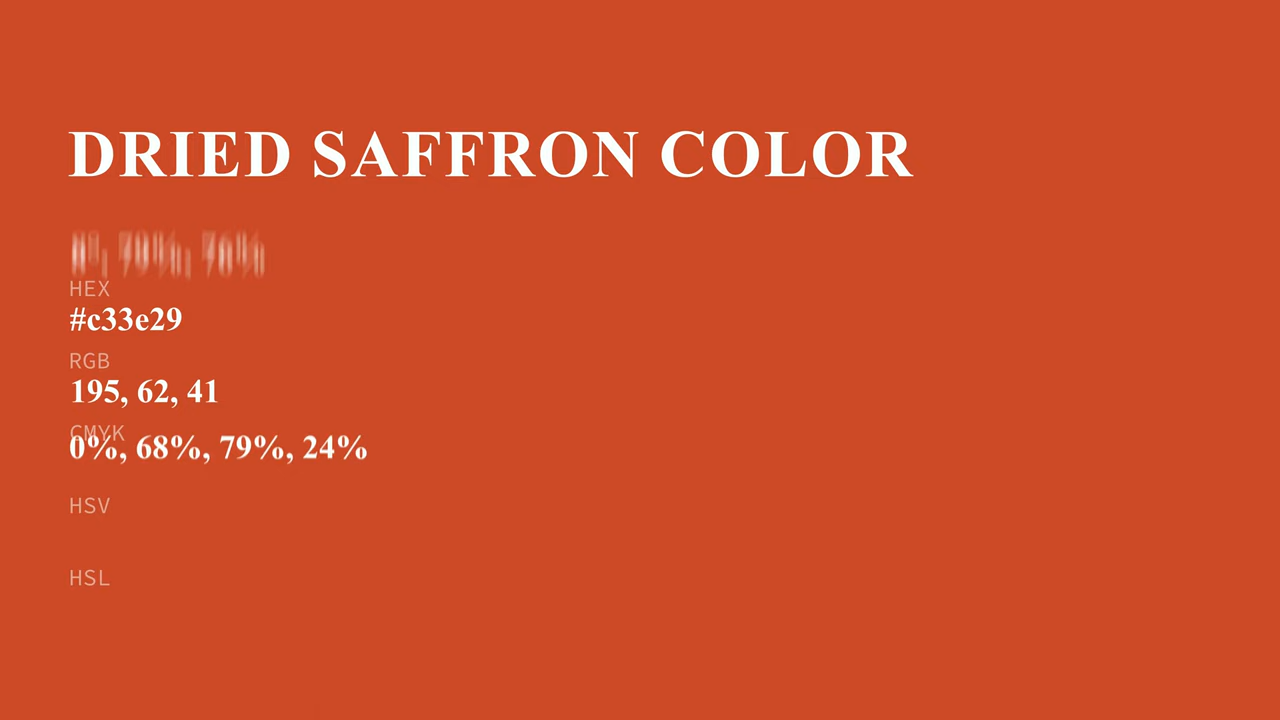 DRIED SAFFRON COLOR
HEX
#c33e29
RGB
195, 62, 41
CMYK
0%, 68%, 79%, 24%
HSV
HSL